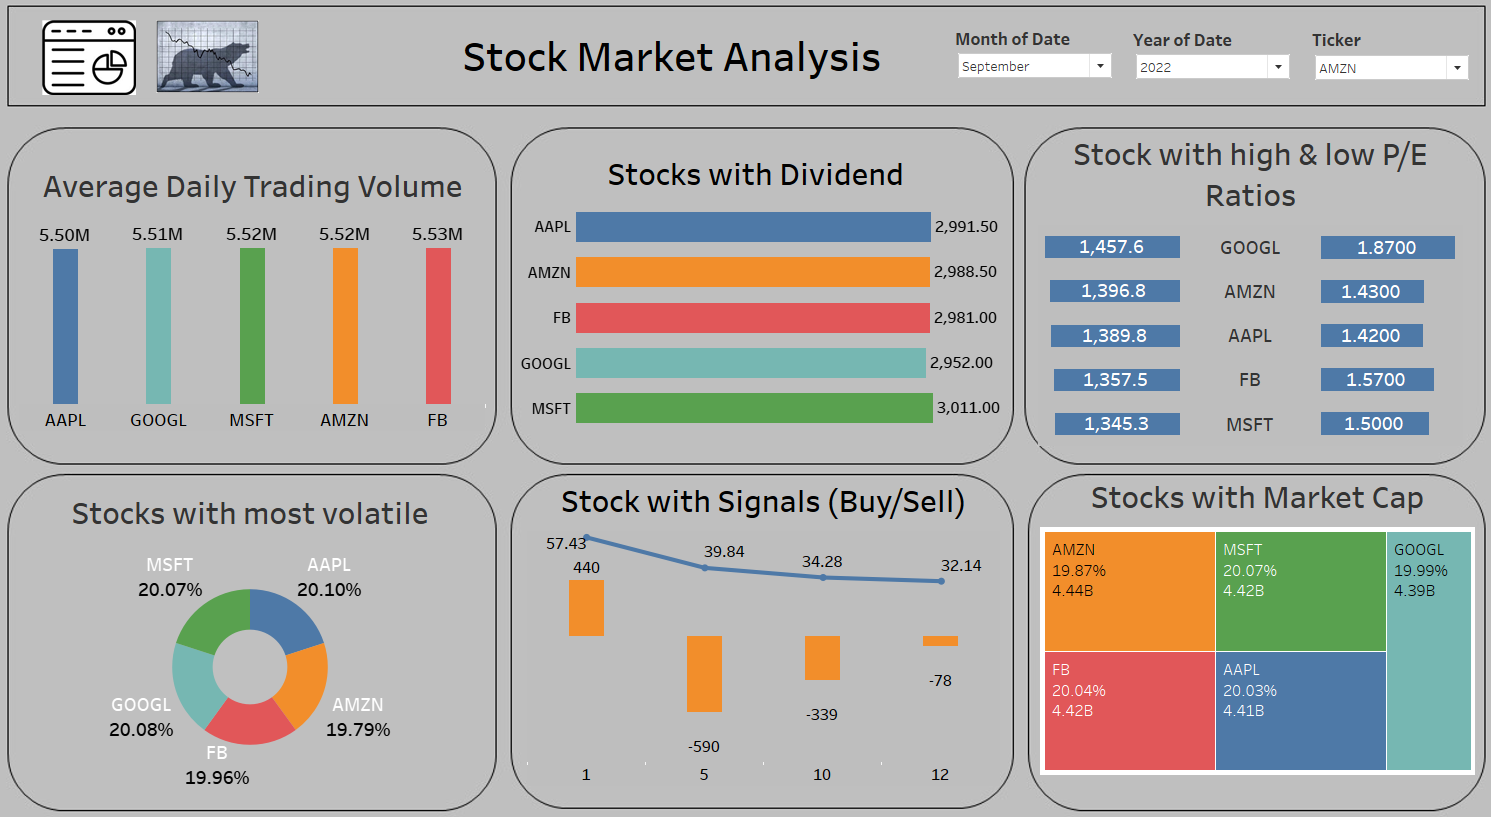 Stock Market Analysis
Month of Date
September
Year of Date
2022
Ticker
AMZN
Average Daily Trading Volume
5.50M 5.51M 5.52M 5.52M 5.53M
AAPL GOOGL MSFT AMZN FB
Stocks with Dividend
AAPL 2,991.50
AMZN 2,988.50
FB 2,981.00
GOOGL 2,952.00
MSFT 3,011.00
Stock with high & low P/E
Ratios
1,457.6 GOOGL 1.8700
1,396.8 AMZN 1.4300
1,389.8 AAPL 1.4200
1,357.5 FB 1.5700
1,345.3 MSFT 1.5000
Stocks with most volatile
MSFT
20.07%
AAPL
20.10%
GOOGL
20.08%
AMZN
19.79%
FB
19.96%
Stock with Signals (Buy/Sell)
57.43 39.84 34.28 32.14
440
-590
-339
-78
1 5 10 12
Stocks with Market Cap
AMZN
19.87%
4.44B
MSFT
20.07%
4.42B
GOOGL
19.99%
4.39B
FB
20.04%
4.42B
AAPL
20.03%
4.41B